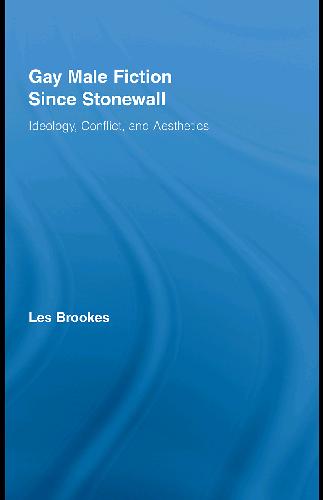 Gay Male Fiction
Since Stonewall
Ideology, Conflict, and Aesthetics
Les Brookes